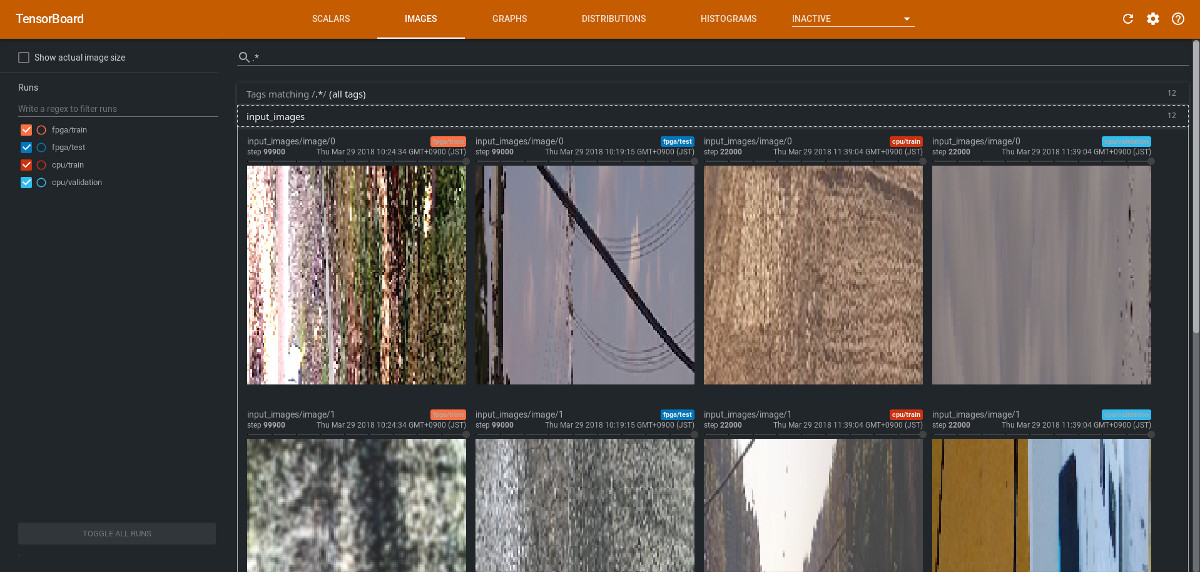 TensorBoard
SCALARS
IMAGES
GRAPHS
DISTRIBUTIONS
HISTOGRAMS
INACTIVE
Show actual image size
Runs
Write a regex to filter runs
fpga/train
fpga/test
cpu/train
cpu/validation
TOGGLE ALL RUNS
.*
Tags matching /.*/ (all tags) 12
input_images 12
input_images/image/0 fpga/train
step 99900 Thu Mar 29 2018 10:24:34 GMT+0900 (JST)
input_images/image/0 fpga/test
step 99000 Thu Mar 29 2018 10:19:15 GMT+0900 (JST)
input_images/image/0 cpu/train
step 22000 Thu Mar 29 2018 11:39:04 GMT+0900 (JST)
input_images/image/0
step 22000 Thu Mar 29 2018 11:39:04 GMT+0900 (JST)
input_images/image/1 fpga/train
step 99900 Thu Mar 29 2018 10:24:34 GMT+0900 (JST)
input_images/image/1 fpga/test
step 99000 Thu Mar 29 2018 10:19:15 GMT+0900 (JST)
input_images/image/1 cpu/train
step 22000 Thu Mar 29 2018 11:39:04 GMT+0900 (JST)
input_images/image/1
step 22000 Thu Mar 29 2018 11:39:04 GMT+0900 (JST)